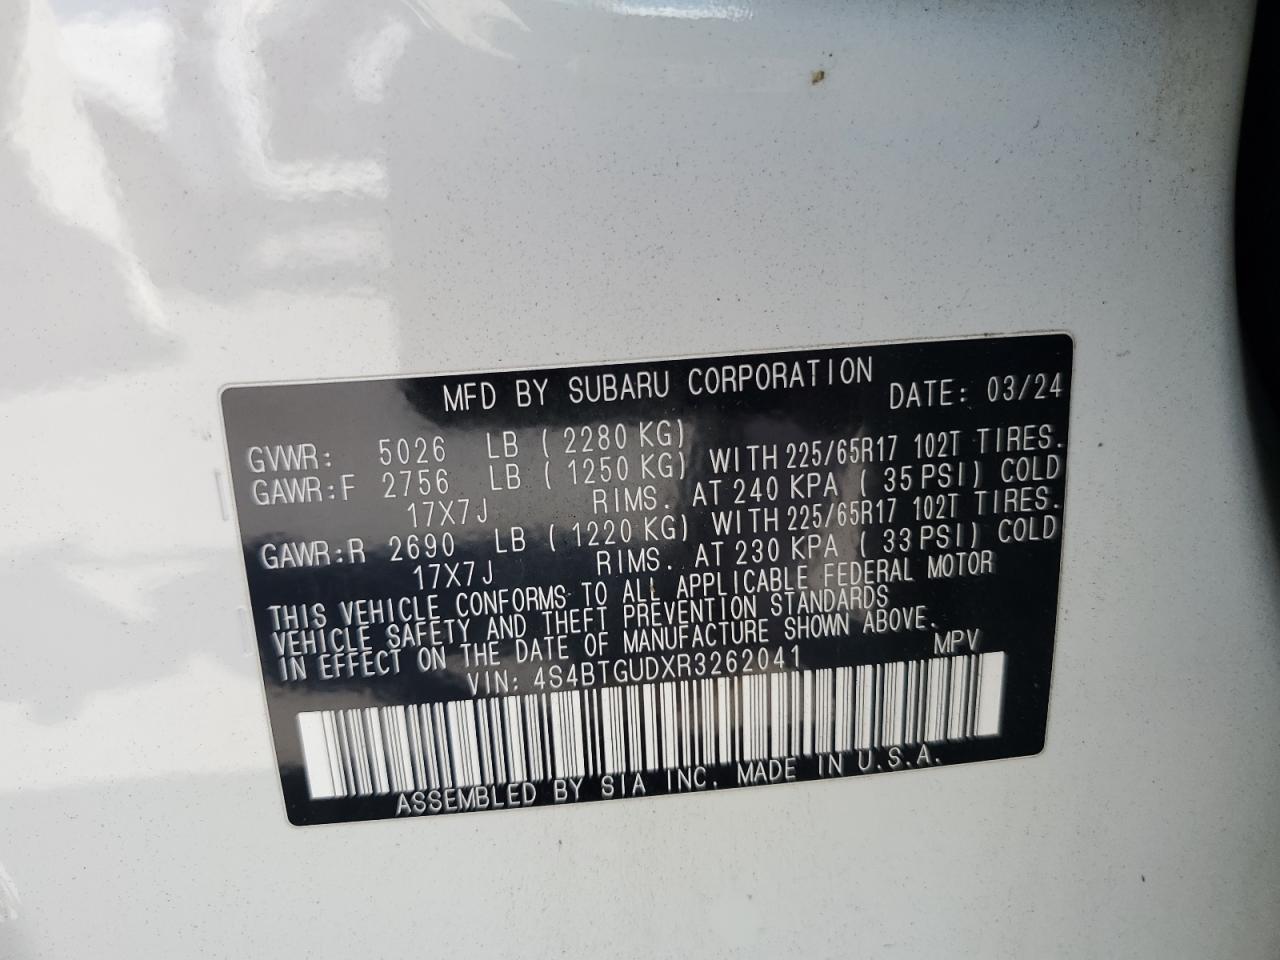 MFD BY SUBARU CORPORATION DATE: 03/24
GVWR: 5026 LB ( 2280 KG)
GAWR:F 2756 LB ( 1250 KG) WITH 225/65R17 102T TIRES.
17X7J RIMS. AT 240 KPA ( 35 PSI) COLD
GAWR:R 2690 LB ( 1220 KG) WITH 225/65R17 102T TIRES.
17X7J RIMS. AT 230 KPA ( 33 PSI) COLD
THIS VEHICLE CONFORMS TO ALL APPLICABLE FEDERAL MOTOR
VEHICLE SAFETY AND THEFT PREVENTION STANDARDS
IN EFFECT ON THE DATE OF MANUFACTURE SHOWN ABOVE.
VIN: 4S4BTGUDXR3262041 MPV
ASSEMBLED BY SIA INC. MADE IN U.S.A.